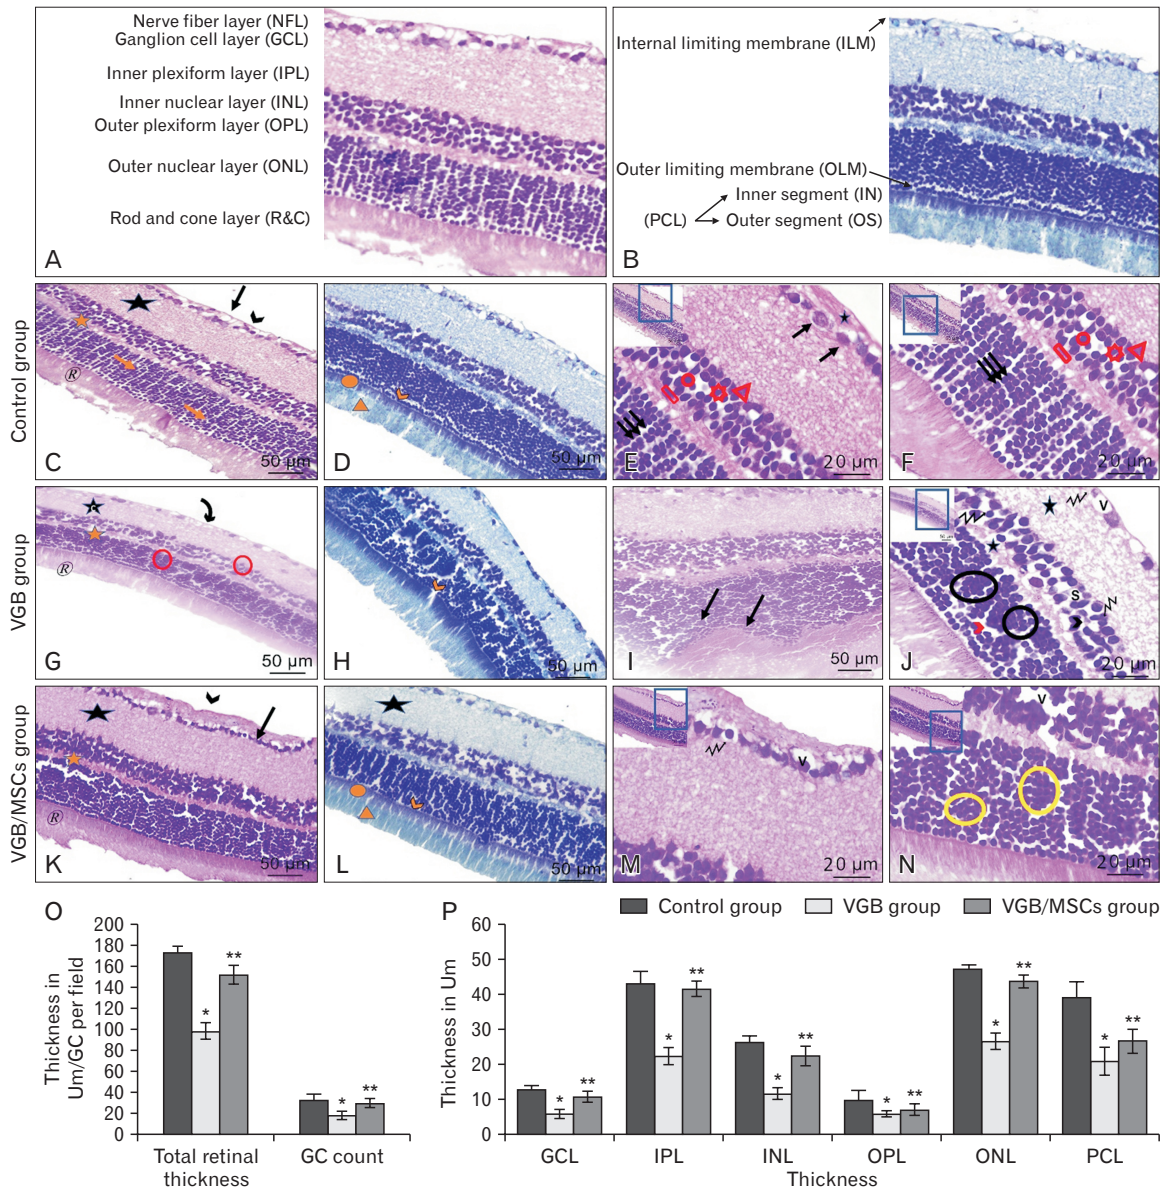 Nerve fiber layer (NFL)
Ganglion cell layer (GCL)
Inner plexiform layer (IPL)
Inner nuclear layer (INL)
Outer plexiform layer (OPL)
Outer nuclear layer (ONL)
Rod and cone layer (R&C)
A
Internal limiting membrane (ILM)
Outer limiting membrane (OLM)
Inner segment (IN)
(PCL)
Outer segment (OS)
B
Control group
R
C
50 µm
D
50 µm
E
20 µm
F
20 µm
VGB group
R
G
50 µm
H
50 µm
I
50 µm
V
S
J
20 µm
VGB/MSCs group
R
K
50 µm
L
50 µm
V
M
20 µm
V
N
20 µm
O
Thickness in
Um/GC per field
180
160
140
120
100
80
60
40
20
0
*
**
*
**
Total retinal
thickness
GC count
P
Control group
VGB group
VGB/MSCs group
Thickness in Um
60
50
40
30
20
10
0
*
**
*
**
*
**
*
**
*
**
*
**
GCL
IPL
INL
OPL
ONL
PCL
Thickness